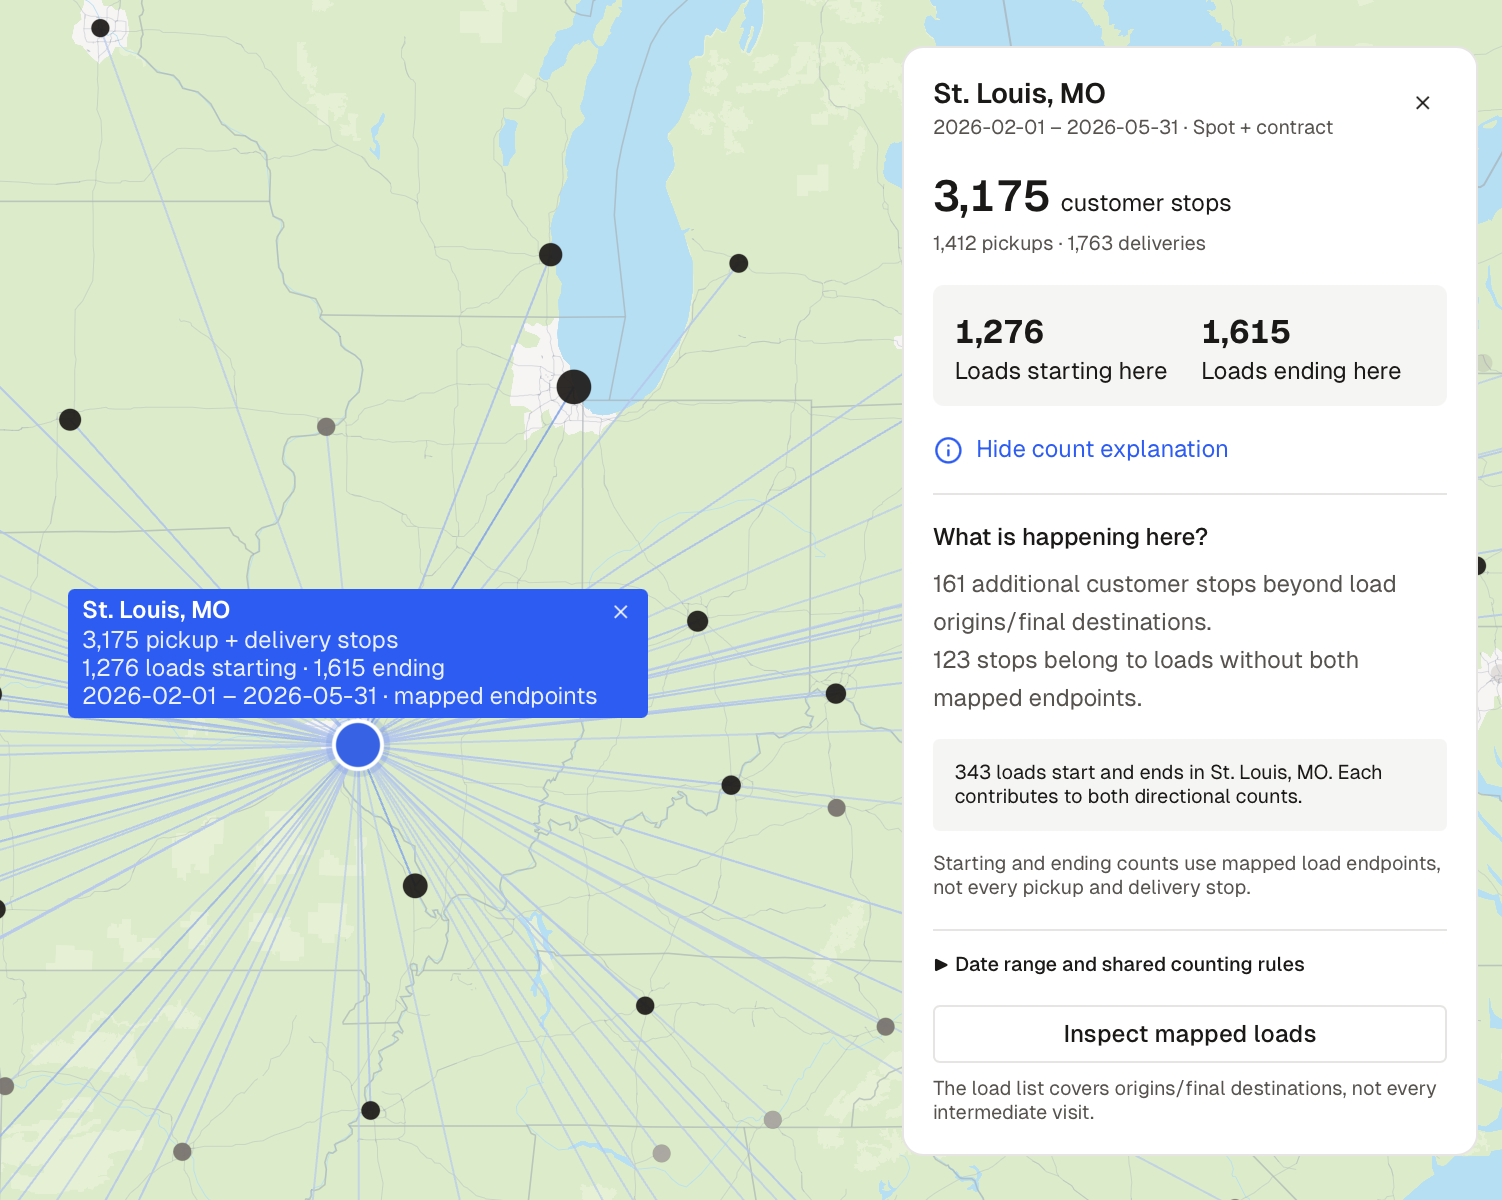 St. Louis, MO
3,175 pickup + delivery stops
1,276 loads starting · 1,615 ending
2026-02-01 – 2026-05-31 · mapped endpoints
St. Louis, MO
2026-02-01 – 2026-05-31 · Spot + contract
3,175 customer stops
1,412 pickups · 1,763 deliveries
1,276
Loads starting here
1,615
Loads ending here
Hide count explanation
What is happening here?
161 additional customer stops beyond load
origins/final destinations.
123 stops belong to loads without both
mapped endpoints.
343 loads start and ends in St. Louis, MO. Each
contributes to both directional counts.
Starting and ending counts use mapped load endpoints,
not every pickup and delivery stop.
Date range and shared counting rules
Inspect mapped loads
The load list covers origins/final destinations, not every
intermediate visit.